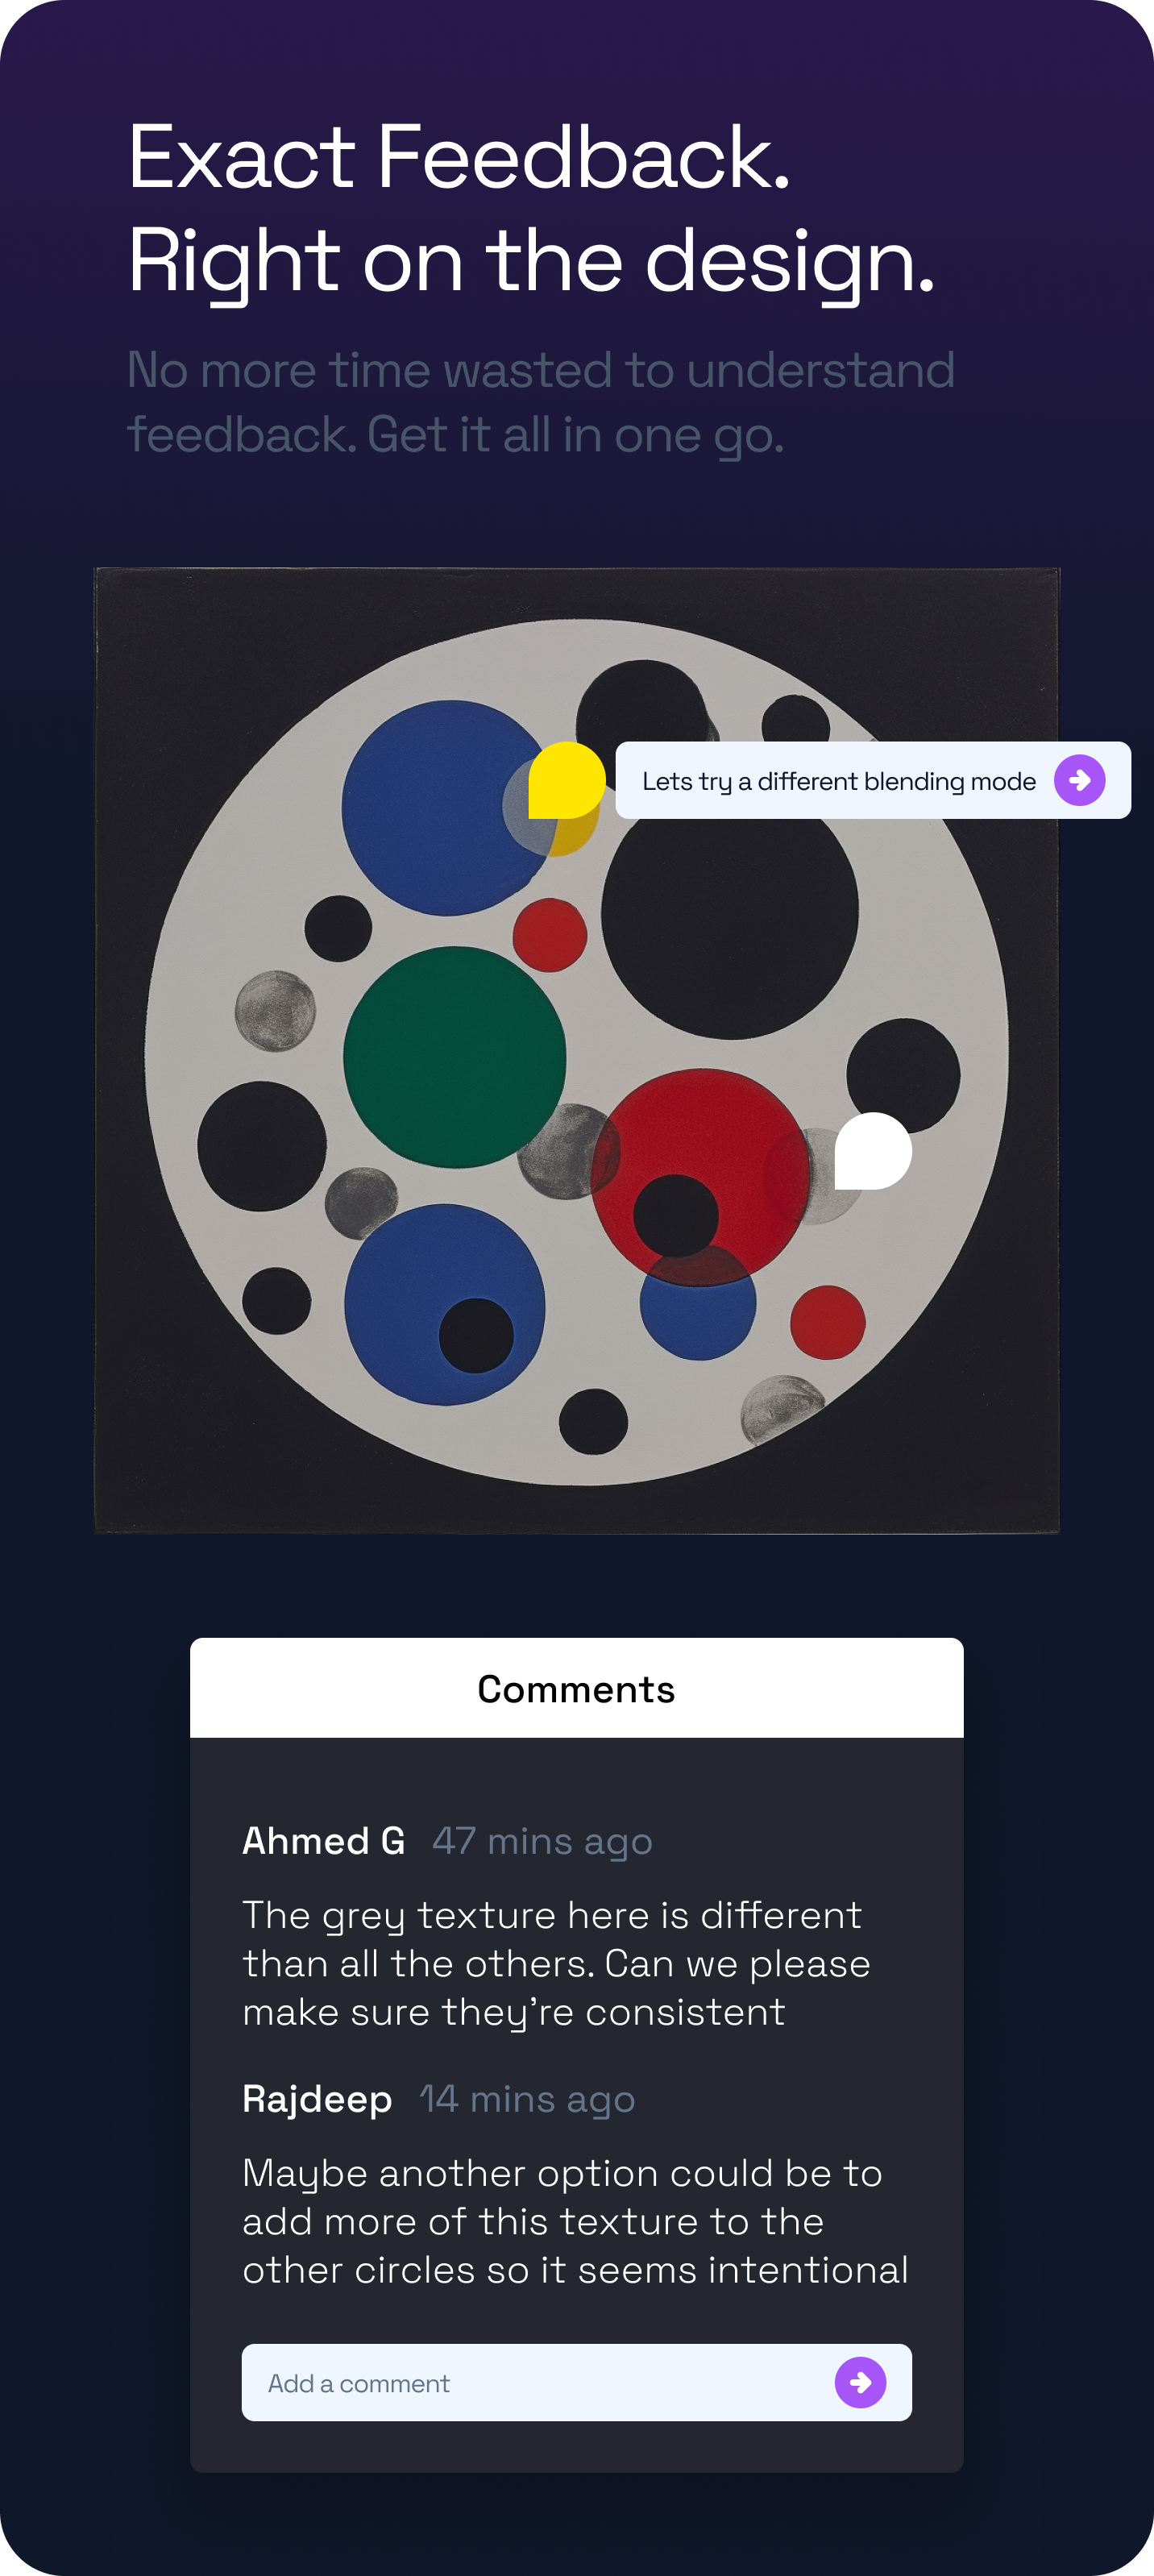 Exact Feedback.
Right on the design.
No more time wasted to understand
feedback. Get it all in one go.
Lets try a different blending mode
Comments
Ahmed G 47 mins ago
The grey texture here is different
than all the others. Can we please
make sure they’re consistent
Rajdeep 14 mins ago
Maybe another option could be to
add more of this texture to the
other circles so it seems intentional
Add a comment